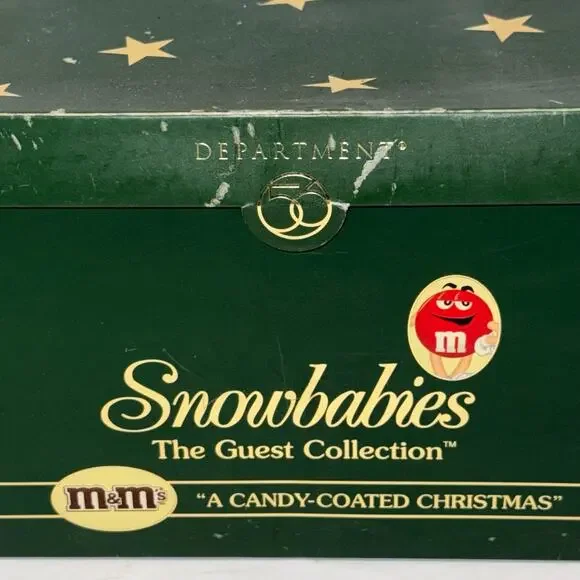 DEPARTMENT®
56
m
Snowbabies
The Guest Collection™
m&m's
"A CANDY-COATED CHRISTMAS"